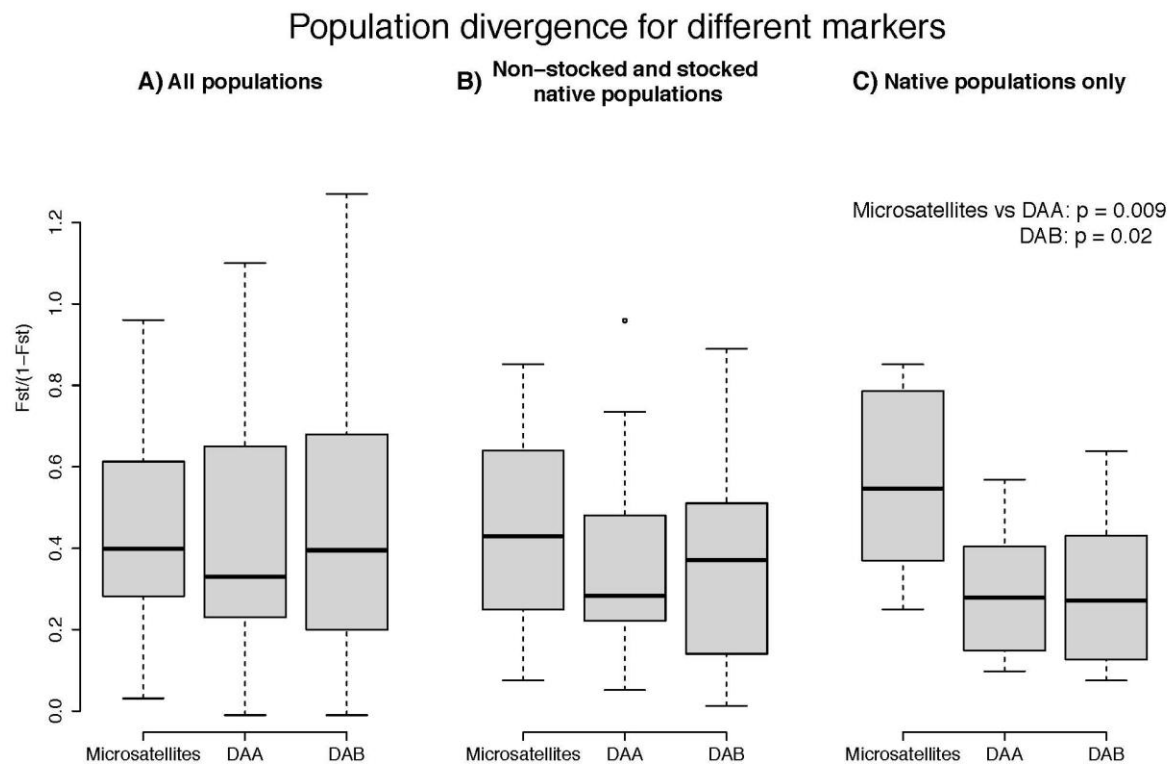 Population divergence for different markers
A) All populations
B) Non–stocked and stocked
native populations
C) Native populations only
Microsatellites vs DAA: p = 0.009
DAB: p = 0.02
Fst/(1−Fst)
1.2
1.0
0.8
0.6
0.4
0.2
0.0
Microsatellites DAA DAB
Microsatellites DAA DAB
Microsatellites DAA DAB